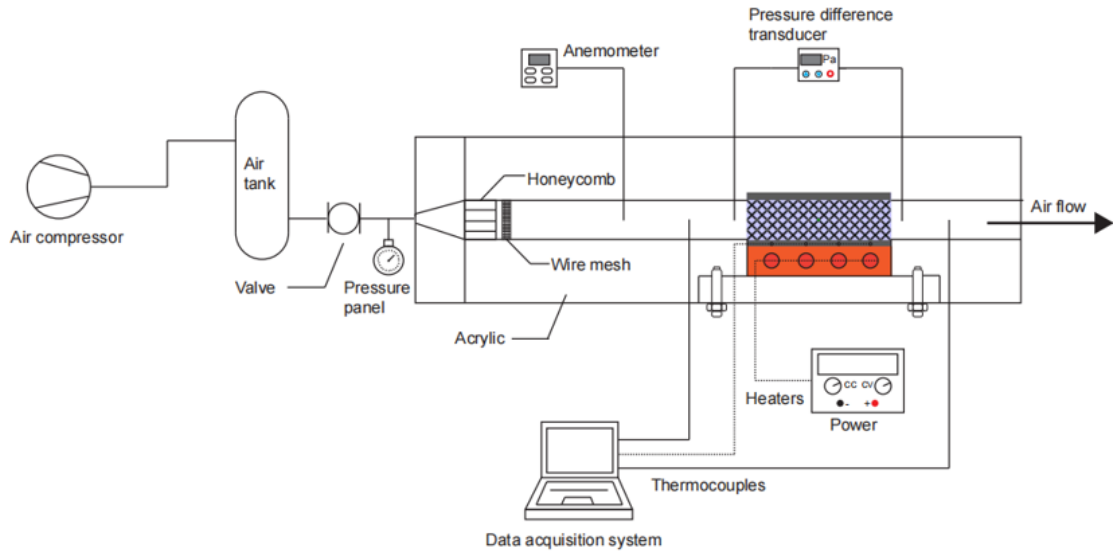 Pressure difference
transducer
Anemometer
Pa
Air
tank
Honeycomb
Air flow
Air compressor
Wire mesh
Valve
Pressure
panel
Acrylic
CC CV
- +
Heaters
Power
Thermocouples
Data acquisition system